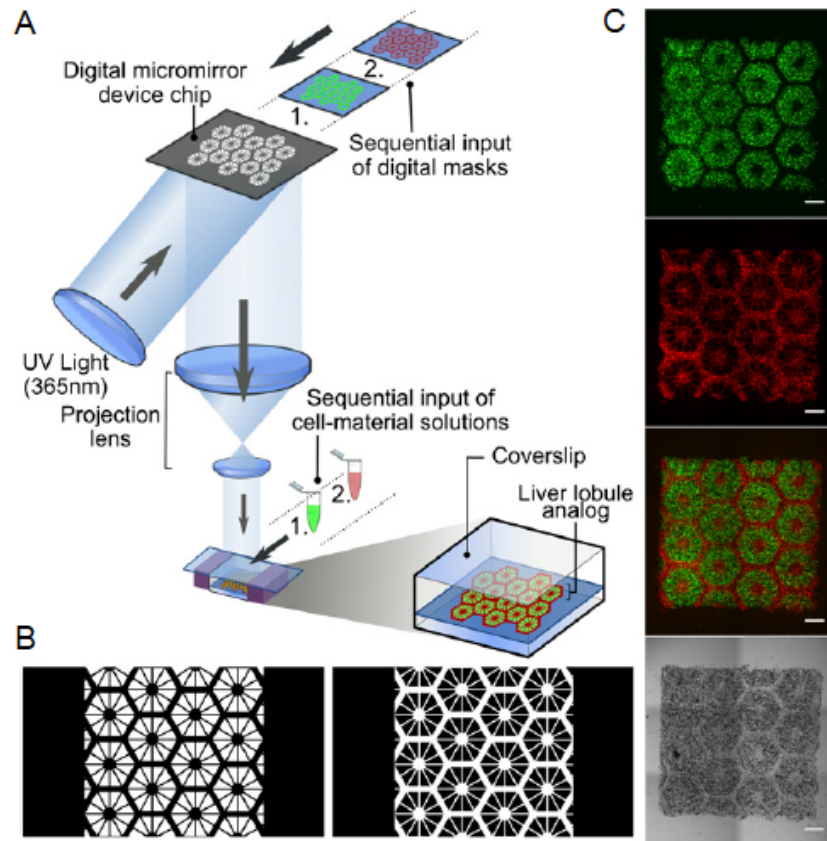 A
Digital micromirror
device chip
2.
1.
Sequential input
of digital masks
UV Light
(365nm)
Projection
lens
Sequential input of
cell-material solutions
2.
1.
Coverslip
Liver lobule
analog
B
C